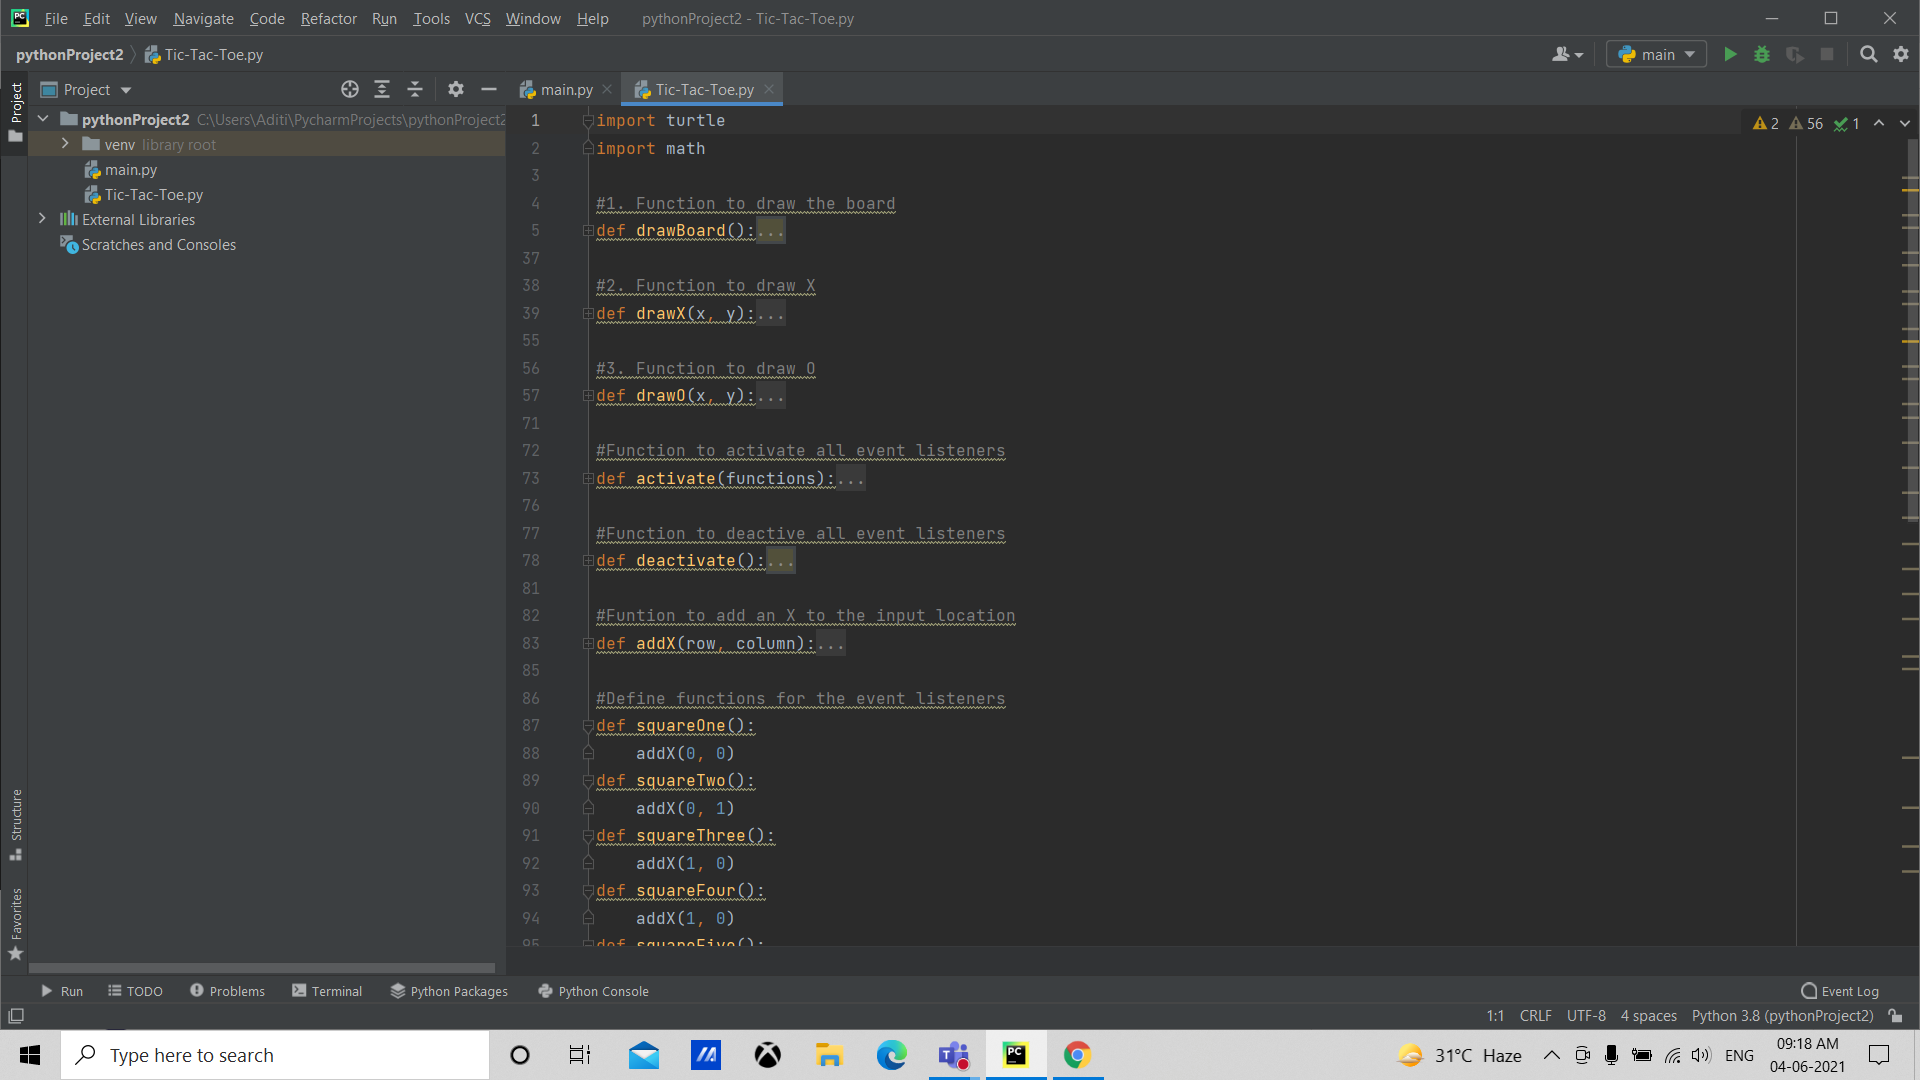 File Edit View Navigate Code Refactor Run Tools VCS Window Help pythonProject2 - Tic-Tac-Toe.py
pythonProject2 Tic-Tac-Toe.py main
Project main.py Tic-Tac-Toe.py
Project
pythonProject2 C:\Users\Aditi\PycharmProjects\pythonProject2
venv library root
main.py
Tic-Tac-Toe.py
External Libraries
Scratches and Consoles
Structure
Favorites
2 56 1
1 import turtle
2 import math
3
4 #1. Function to draw the board
5 def drawBoard():...
37
38 #2. Function to draw X
39 def drawX(x, y):...
55
56 #3. Function to draw O
57 def drawO(x, y):...
71
72 #Function to activate all event listeners
73 def activate(functions):...
76
77 #Function to deactive all event listeners
78 def deactivate():...
81
82 #Funtion to add an X to the input location
83 def addX(row, column):...
85
86 #Define functions for the event listeners
87 def squareOne():
88 addX(0, 0)
89 def squareTwo():
90 addX(0, 1)
91 def squareThree():
92 addX(1, 0)
93 def squareFour():
94 addX(1, 0)
95 def squareFive():
Run TODO Problems Terminal Python Packages Python Console Event Log
1:1 CRLF UTF-8 4 spaces Python 3.8 (pythonProject2)
Type here to search
31°C Haze ENG
09:18 AM
04-06-2021